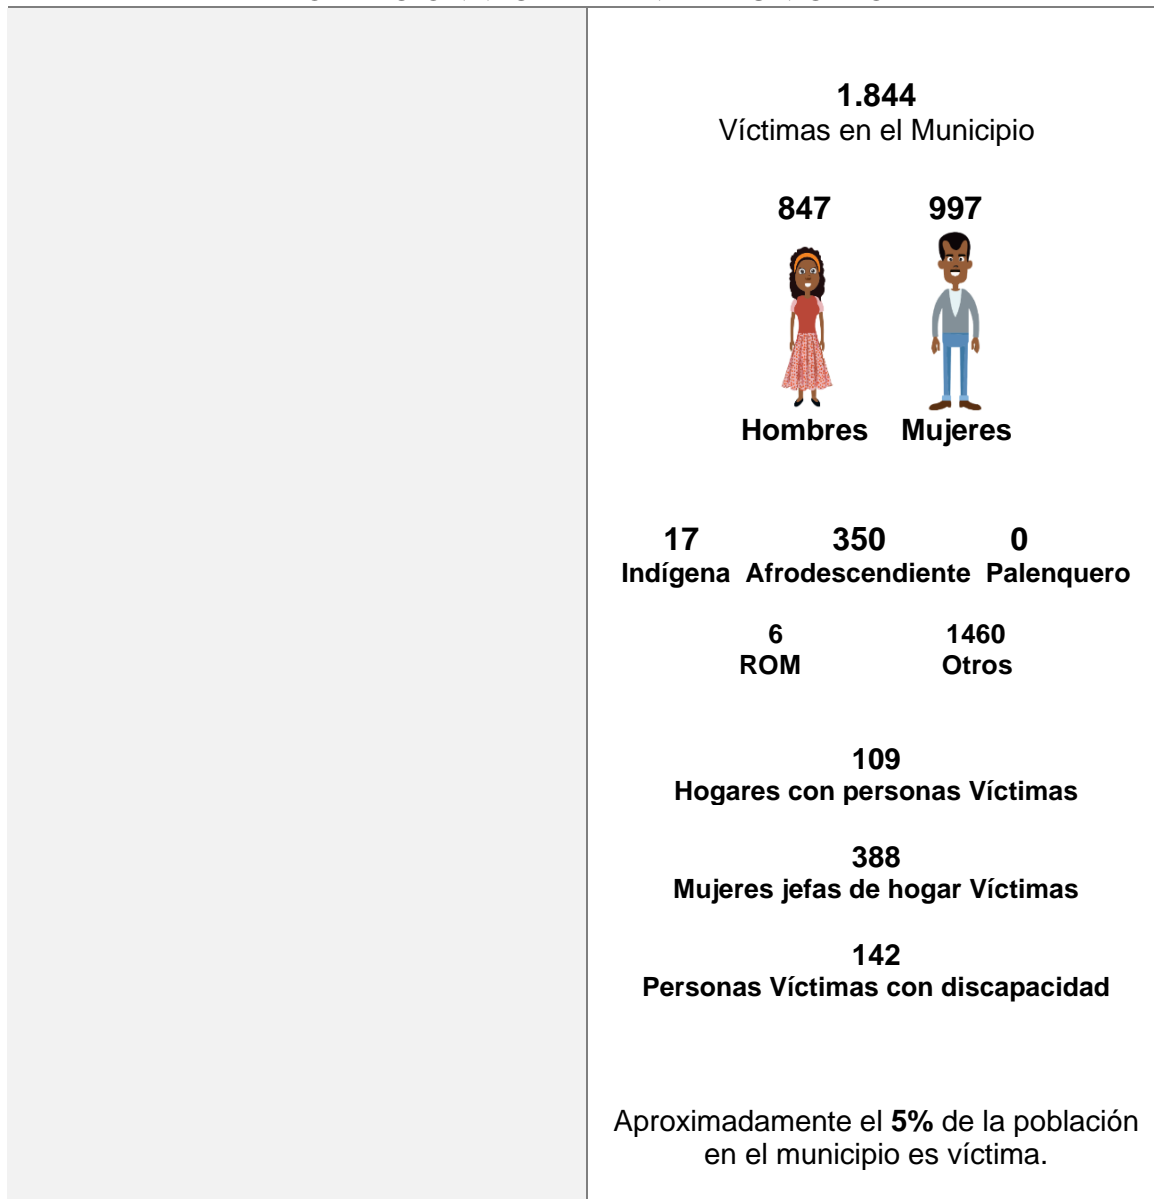 1.844
Víctimas en el Municipio
847 997
Hombres Mujeres
17 350 0
Indígena Afrodescendiente Palenquero
6 1460
ROM Otros
109
Hogares con personas Víctimas
388
Mujeres jefas de hogar Víctimas
142
Personas Víctimas con discapacidad
Aproximadamente el 5% de la población
en el municipio es víctima.